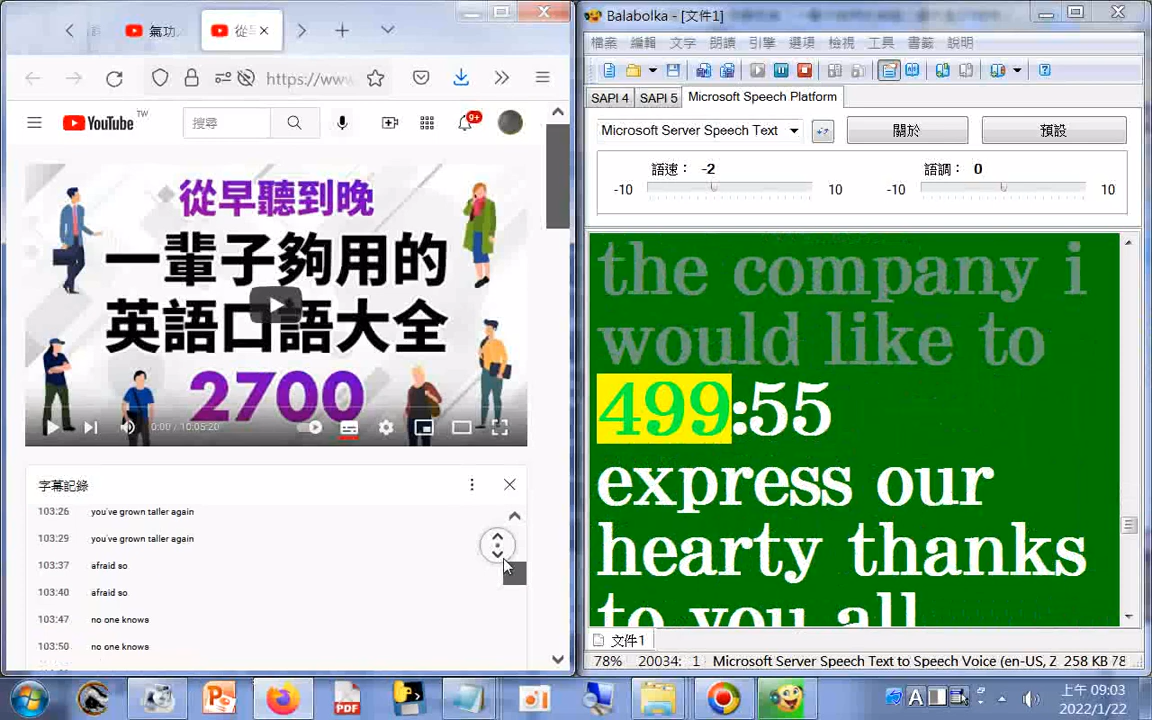 氣功
從
https://www
YouTube TW
搜尋
9+
從早聽到晚
一輩子夠用的
英語口語大全
2700
0:00 / 10:05:20
字幕記錄
103:26 you've grown taller again
103:29 you've grown taller again
103:37 afraid so
103:40 afraid so
103:47 no one knows
103:50 no one knows
Balabolka - [文件1]
檔案 編輯 文字 朗讀 引擎 選項 檢視 工具 書籤 說明
SAPI 4 SAPI 5 Microsoft Speech Platform
Microsoft Server Speech Text
關於
預設
語速： -2
語調： 0
-10 10 -10 10
the company i
would like to
499:55
express our
hearty thanks
to you all
文件1
78% 20034: 1 Microsoft Server Speech Text to Speech Voice (en-US, Z 258 KB 78
PDF
上午 09:03
2022/1/22